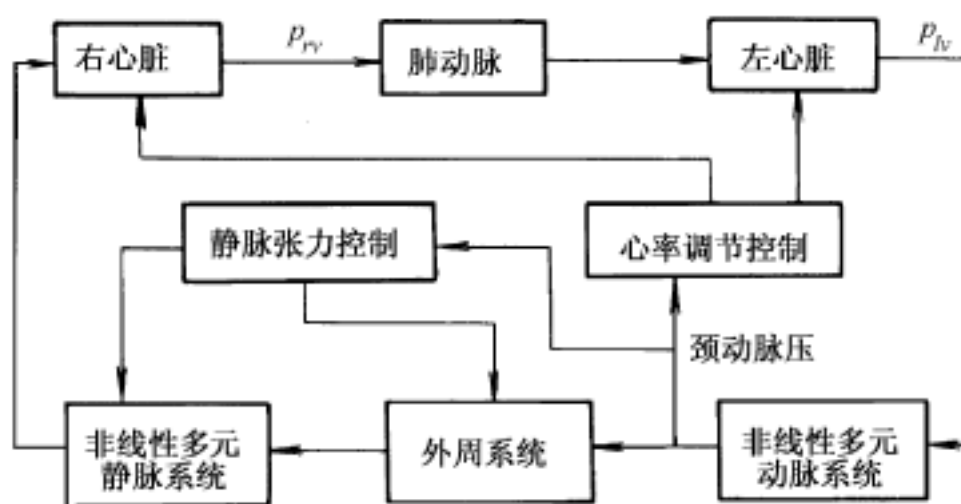 右心脏
p_rv
肺动脉
左心脏
p_lv
静脉张力控制
心率调节控制
颈动脉压
非线性多元
静脉系统
外周系统
非线性多元
动脉系统